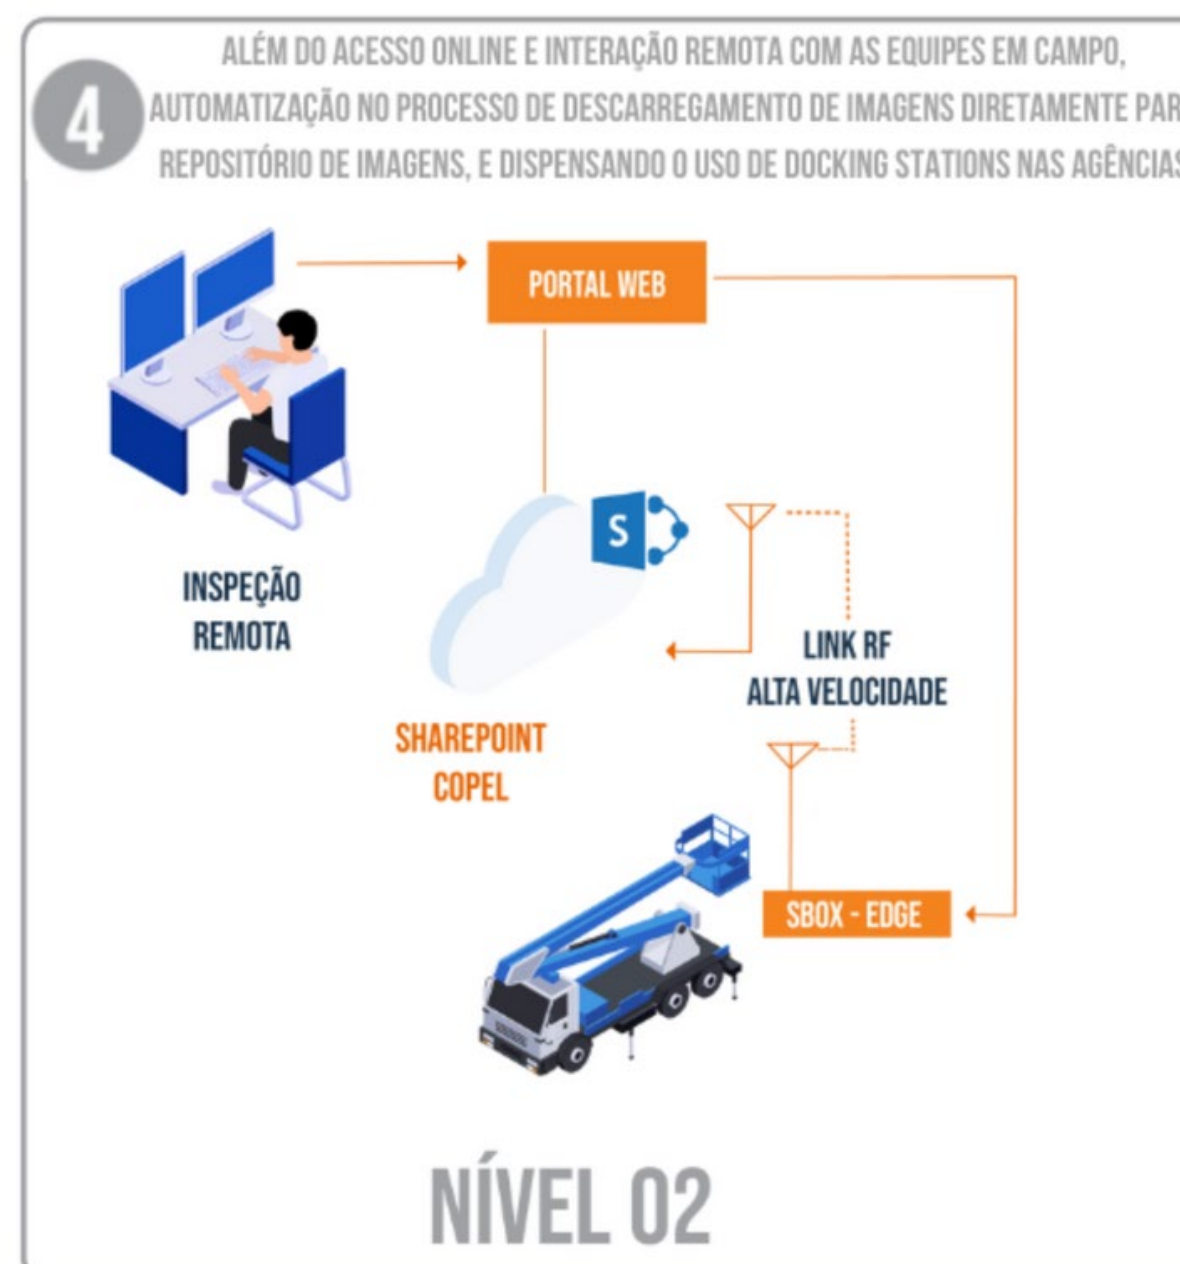 ALÉM DO ACESSO ONLINE E INTERAÇÃO REMOTA COM AS EQUIPES EM CAMPO,
4
AUTOMATIZAÇÃO NO PROCESSO DE DESCARREGAMENTO DE IMAGENS DIRETAMENTE PAR
REPOSITÓRIO DE IMAGENS, E DISPENSANDO O USO DE DOCKING STATIONS NAS AGÊNCIAS
PORTAL WEB
S
INSPEÇÃO
REMOTA
LINK RF
ALTA VELOCIDADE
SHAREPOINT
COPEL
SBOX - EDGE
NÍVEL 02